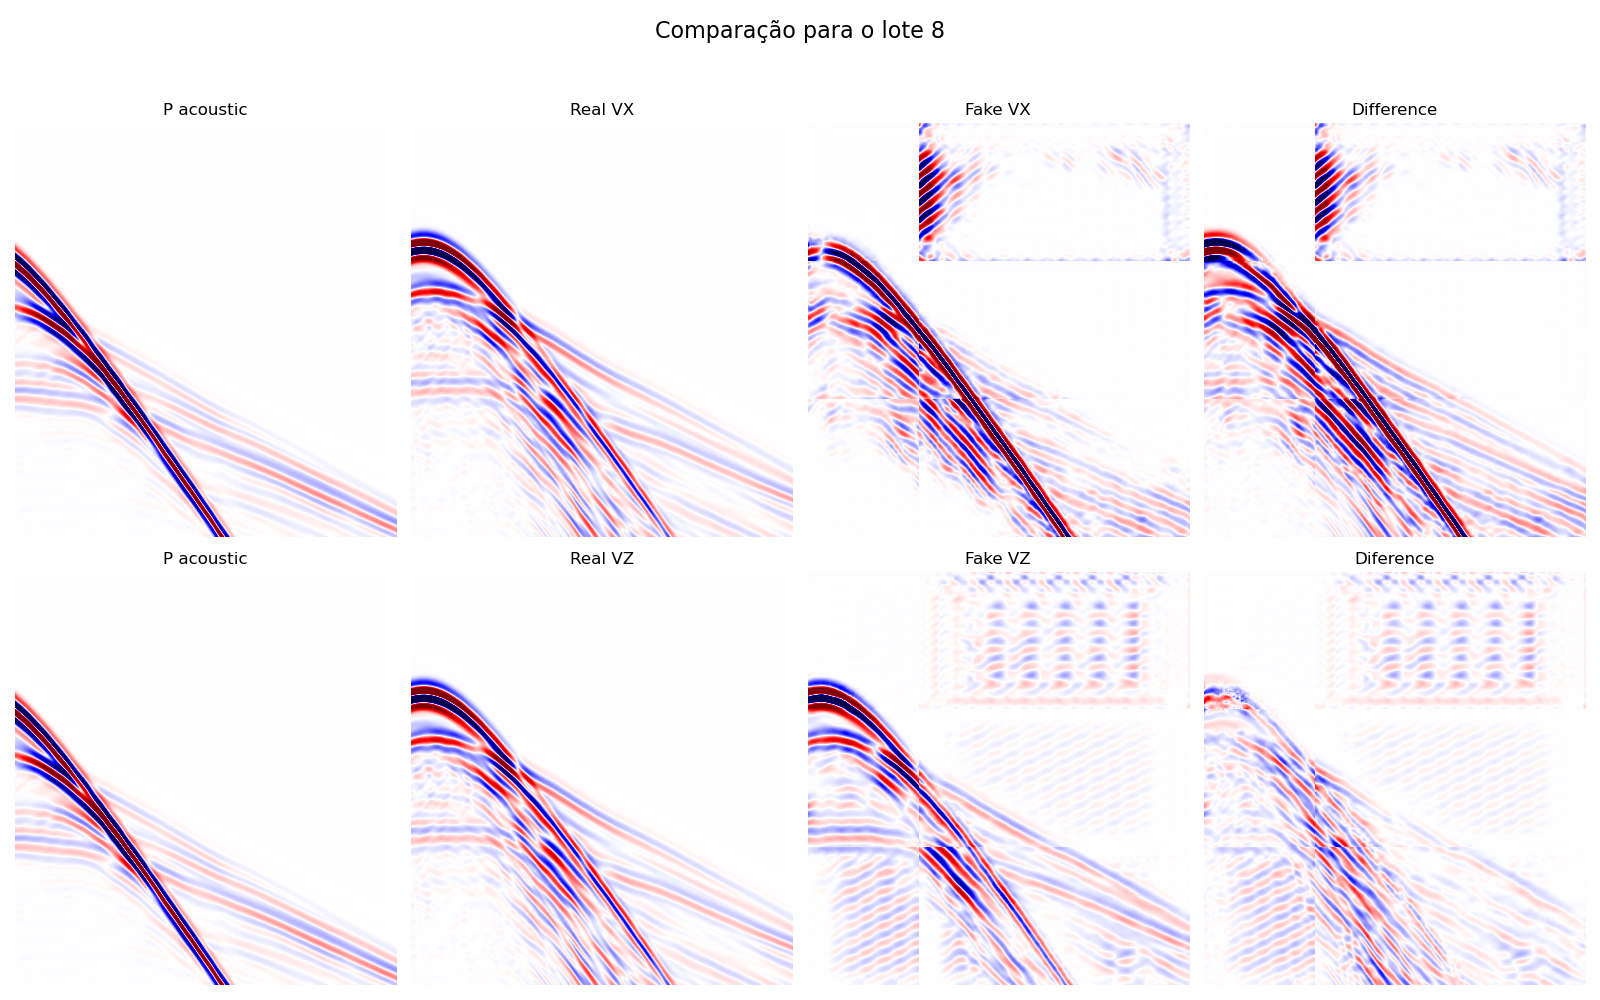 Comparação para o lote 8
P acoustic
Real VX
Fake VX
Difference
P acoustic
Real VZ
Fake VZ
Diference